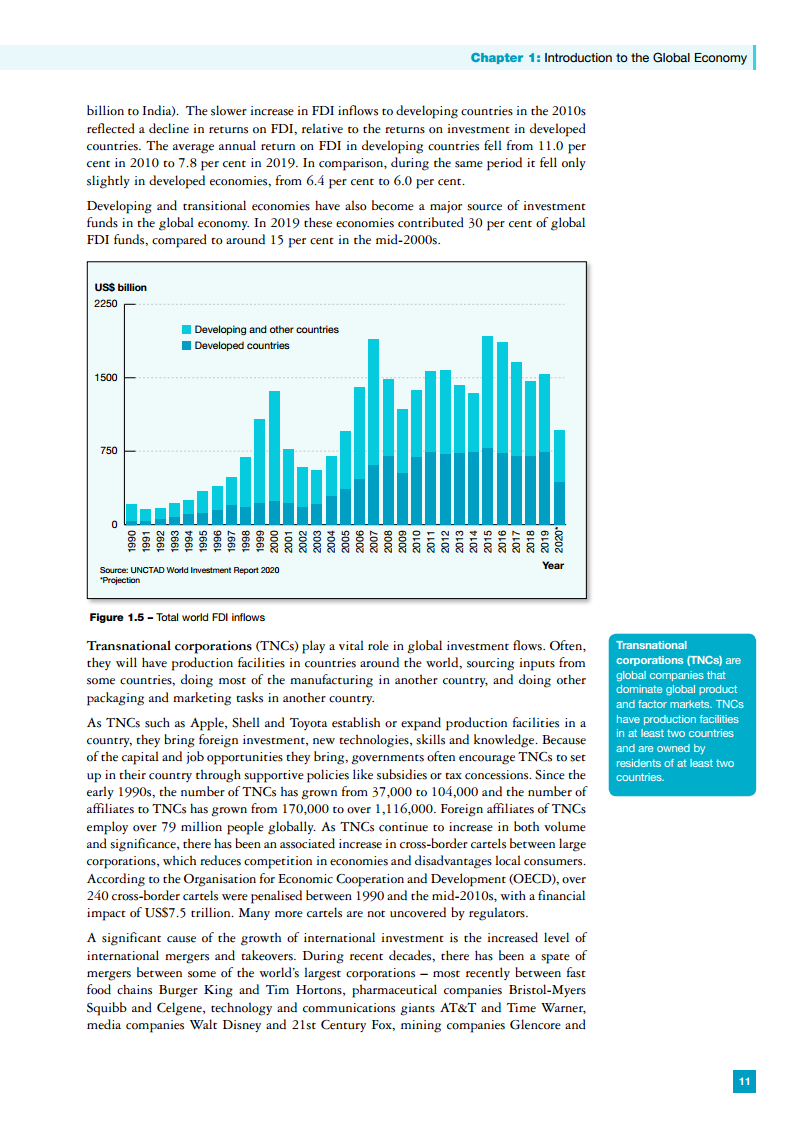 Chapter 1: Introduction to the Global Economy
billion to India). The slower increase in FDI inflows to developing countries in the 2010s
reflected a decline in returns on FDI, relative to the returns on investment in developed
countries. The average annual return on FDI in developing countries fell from 11.0 per
cent in 2010 to 7.8 per cent in 2019. In comparison, during the same period it fell only
slightly in developed economies, from 6.4 per cent to 6.0 per cent.
Developing and transitional economies have also become a major source of investment
funds in the global economy. In 2019 these economies contributed 30 per cent of global
FDI funds, compared to around 15 per cent in the mid-2000s.
US$ billion
2250
Developing and other countries
Developed countries
1500
750
0
1990
1991
1992
1993
1994
1995
1996
1997
1998
1999
2000
2001
2002
2003
2004
2005
2006
2007
2008
2009
2010
2011
2012
2013
2014
2015
2016
2017
2018
2019
2020*
Year
Source: UNCTAD World Investment Report 2020
*Projection
Figure 1.5 – Total world FDI inflows
Transnational corporations (TNCs) play a vital role in global investment flows. Often,
they will have production facilities in countries around the world, sourcing inputs from
some countries, doing most of the manufacturing in another country, and doing other
packaging and marketing tasks in another country.
As TNCs such as Apple, Shell and Toyota establish or expand production facilities in a
country, they bring foreign investment, new technologies, skills and knowledge. Because
of the capital and job opportunities they bring, governments often encourage TNCs to set
up in their country through supportive policies like subsidies or tax concessions. Since the
early 1990s, the number of TNCs has grown from 37,000 to 104,000 and the number of
affiliates to TNCs has grown from 170,000 to over 1,116,000. Foreign affiliates of TNCs
employ over 79 million people globally. As TNCs continue to increase in both volume
and significance, there has been an associated increase in cross-border cartels between large
corporations, which reduces competition in economies and disadvantages local consumers.
According to the Organisation for Economic Cooperation and Development (OECD), over
240 cross-border cartels were penalised between 1990 and the mid-2010s, with a financial
impact of US$7.5 trillion. Many more cartels are not uncovered by regulators.
A significant cause of the growth of international investment is the increased level of
international mergers and takeovers. During recent decades, there has been a spate of
mergers between some of the world's largest corporations – most recently between fast
food chains Burger King and Tim Hortons, pharmaceutical companies Bristol-Myers
Squibb and Celgene, technology and communications giants AT&T and Time Warner,
media companies Walt Disney and 21st Century Fox, mining companies Glencore and
Transnational
corporations (TNCs) are
global companies that
dominate global product
and factor markets. TNCs
have production facilities
in at least two countries
and are owned by
residents of at least two
countries.
11